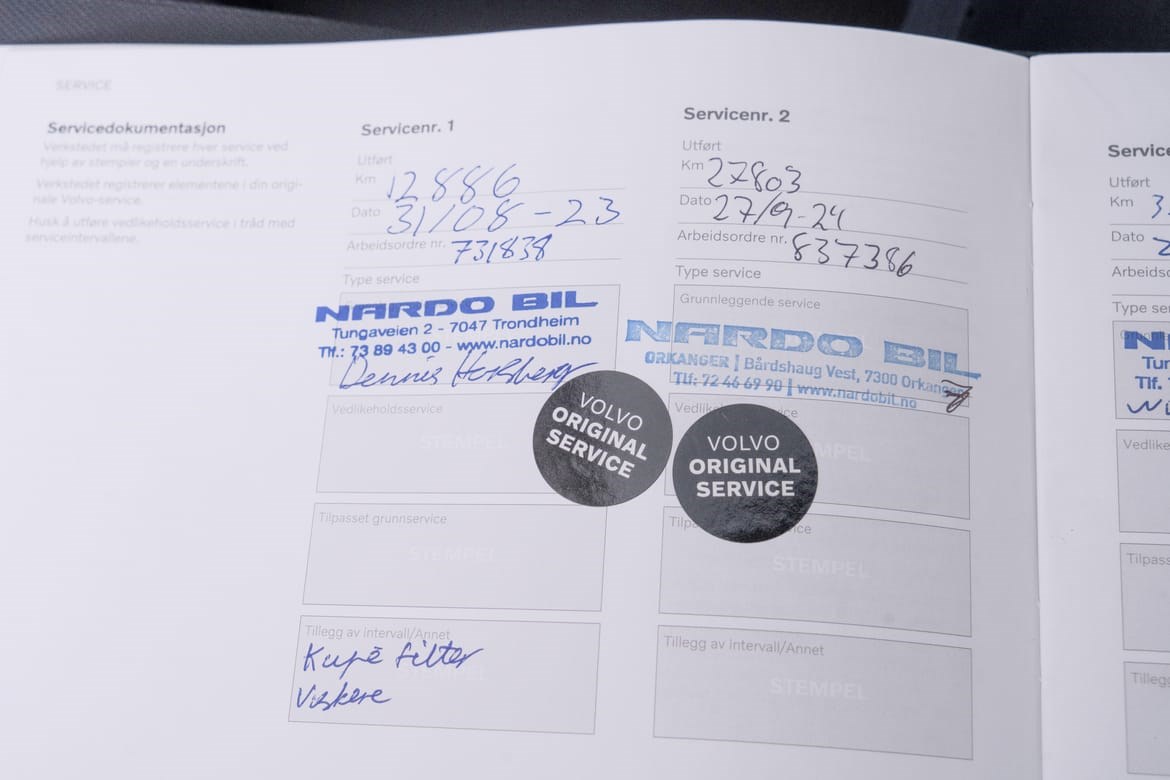 SERVICE
Servicedokumentasjon
Verkstedet må registrere hver service ved
hjelp av stempler og en underskrift.
Verkstedet registrerer elementene i din origi-
nale Volvo-service.
Husk å utføre vedlikeholdsservice i tråd med
serviceintervallene.
Servicenr. 1
Utført
Km 12886
Dato 31/08-23
Arbeidsordre nr. 731838
Type service
NARDO BIL
Tungaveien 2 - 7047 Trondheim
Tlf.: 73 89 43 00 - www.nardobil.no
Dennis
Vedlikeholdsservice
STEMPEL
VOLVO
ORIGINAL
SERVICE
Tilpasset grunnservice
STEMPEL
Tillegg av intervall/Annet
Kupé filter
Viskere
Servicenr. 2
Utført
Km 27803
Dato 27/9-24
Arbeidsordre nr. 837386
Type service
Grunnleggende service
NARDO BIL
ORKANGER | Bårdshaug Vest, 7300 Orkanger
Tlf: 72 46 69 90 | www.nardobil.no
VOLVO
ORIGINAL
SERVICE
STEMPEL
Tillegg av intervall/Annet
STEMPEL
Utført
Km 3
Dato
Tlf.